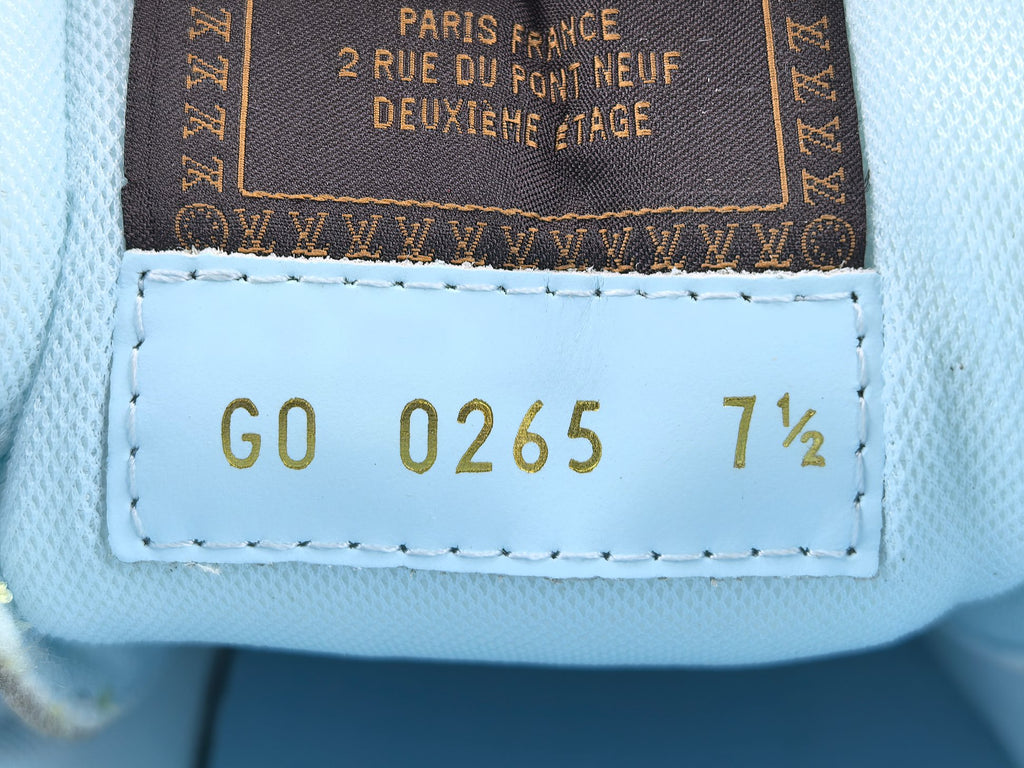 PARIS FRANCE
2 RUE DU PONT NEUF
DEUXIÈME ÉTAGE
GO 0265 7½